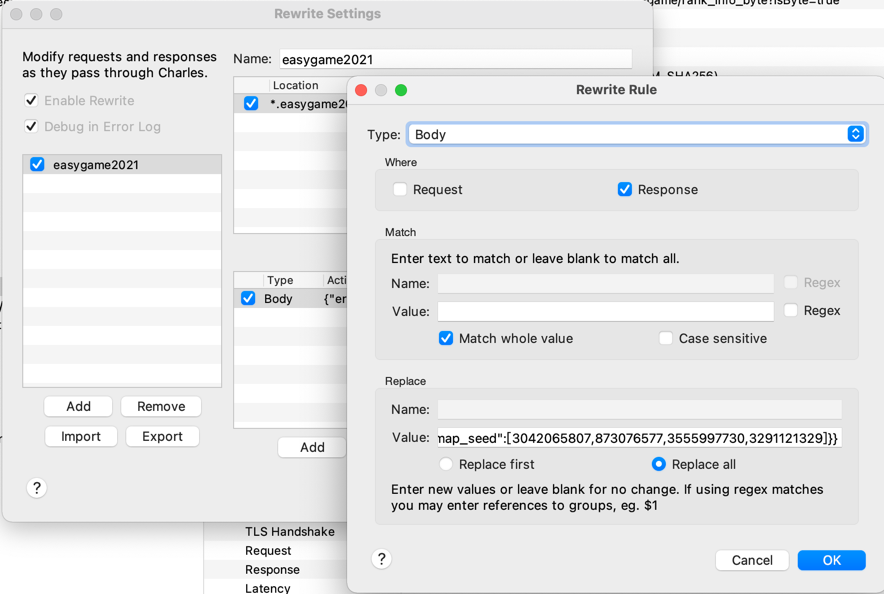 Rewrite Settings
game/rank_info_byte?isByte=true
Modify requests and responses
as they pass through Charles.
Name: easygame2021
Enable Rewrite
Debug in Error Log
Location
*.easygame20
easygame2021
Type
Body {"er
Add Remove
Import Export
Add
?
TLS Handshake
Request
Response
Latency
Rewrite Rule
Type: Body
Where
Request Response
Match
Enter text to match or leave blank to match all.
Name: Regex
Value: Regex
Match whole value Case sensitive
Replace
Name:
Value: map_seed":[3042065807,873076577,3555997730,3291121329]}}
Replace first Replace all
Enter new values or leave blank for no change. If using regex matches
you may enter references to groups, eg. $1
? Cancel OK